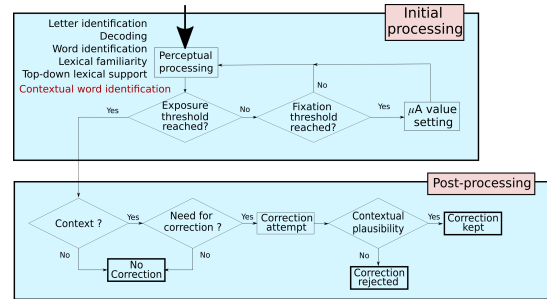 Initial
processing
Letter identification
Decoding
Word identification
Lexical familiarity
Top-down lexical support
Contextual word identification
Perceptual
processing
Exposure
threshold
reached?
Yes
No
Fixation
threshold
reached?
No
Yes
μA value
setting
Post-processing
Context ?
Yes
No
Need for
correction ?
Yes
No
No
Correction
Correction
attempt
Contextual
plausibility
Yes
No
Correction
kept
Correction
rejected